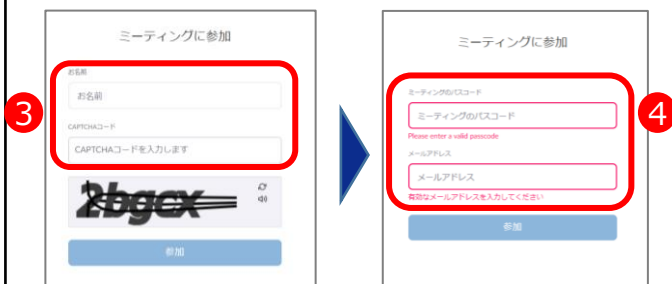 ミーティングに参加
お名前
お名前
CAPTCHAコード
CAPTCHAコードを入力します
2bgcx
参加
3
ミーティングに参加
ミーティングのパスコード
ミーティングのパスコード
Please enter a valid passcode
メールアドレス
メールアドレス
有効なメールアドレスを入力してください
参加
4